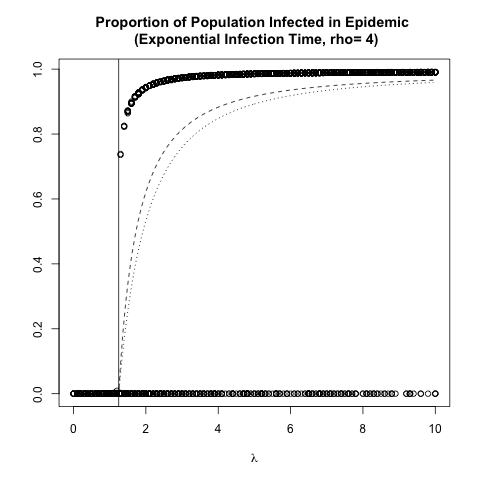 Proportion of Population Infected in Epidemic
(Exponential Infection Time, rho= 4)
1.0
0.8
0.6
0.4
0.2
0.0
0 2 4 6 8 10
λ